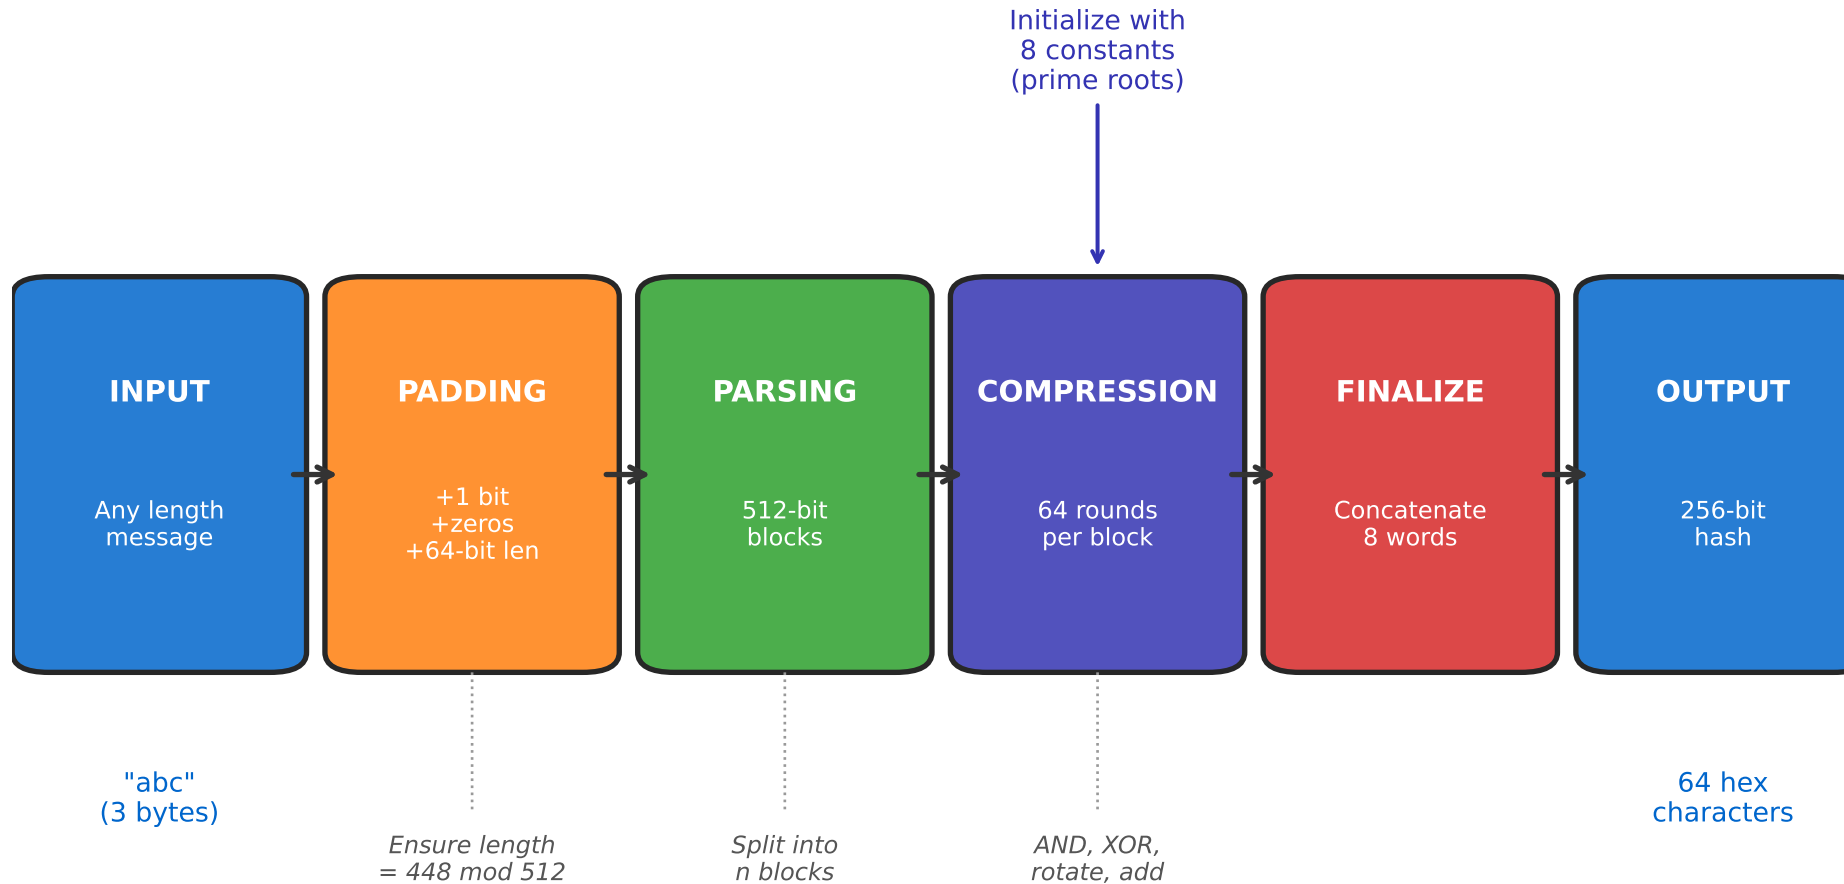 Initialize with
8 constants
(prime roots)
INPUT
Any length
message
PADDING
+1 bit
+zeros
+64-bit len
PARSING
512-bit
blocks
COMPRESSION
64 rounds
per block
FINALIZE
Concatenate
8 words
OUTPUT
256-bit
hash
"abc"
(3 bytes)
Ensure length
= 448 mod 512
Split into
n blocks
AND, XOR,
rotate, add
64 hex
characters